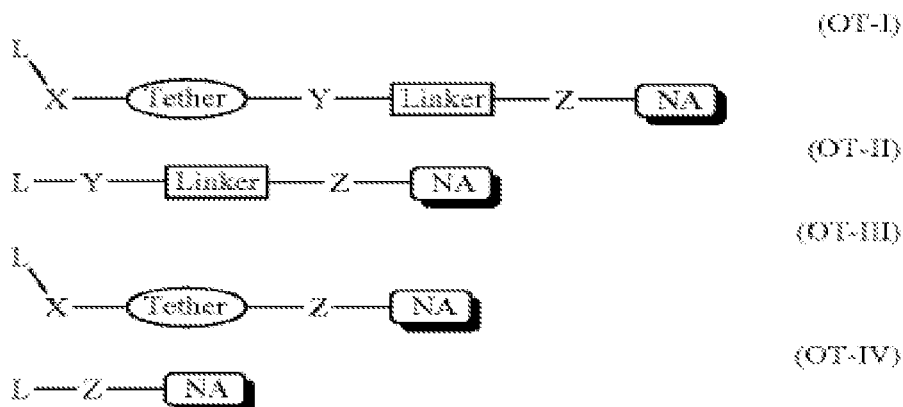 (OT-I)
L
X Tether Y Linker Z NA
(OT-II)
L Y Linker Z NA
(OT-III)
L
X Tether Z NA
(OT-IV)
L Z NA